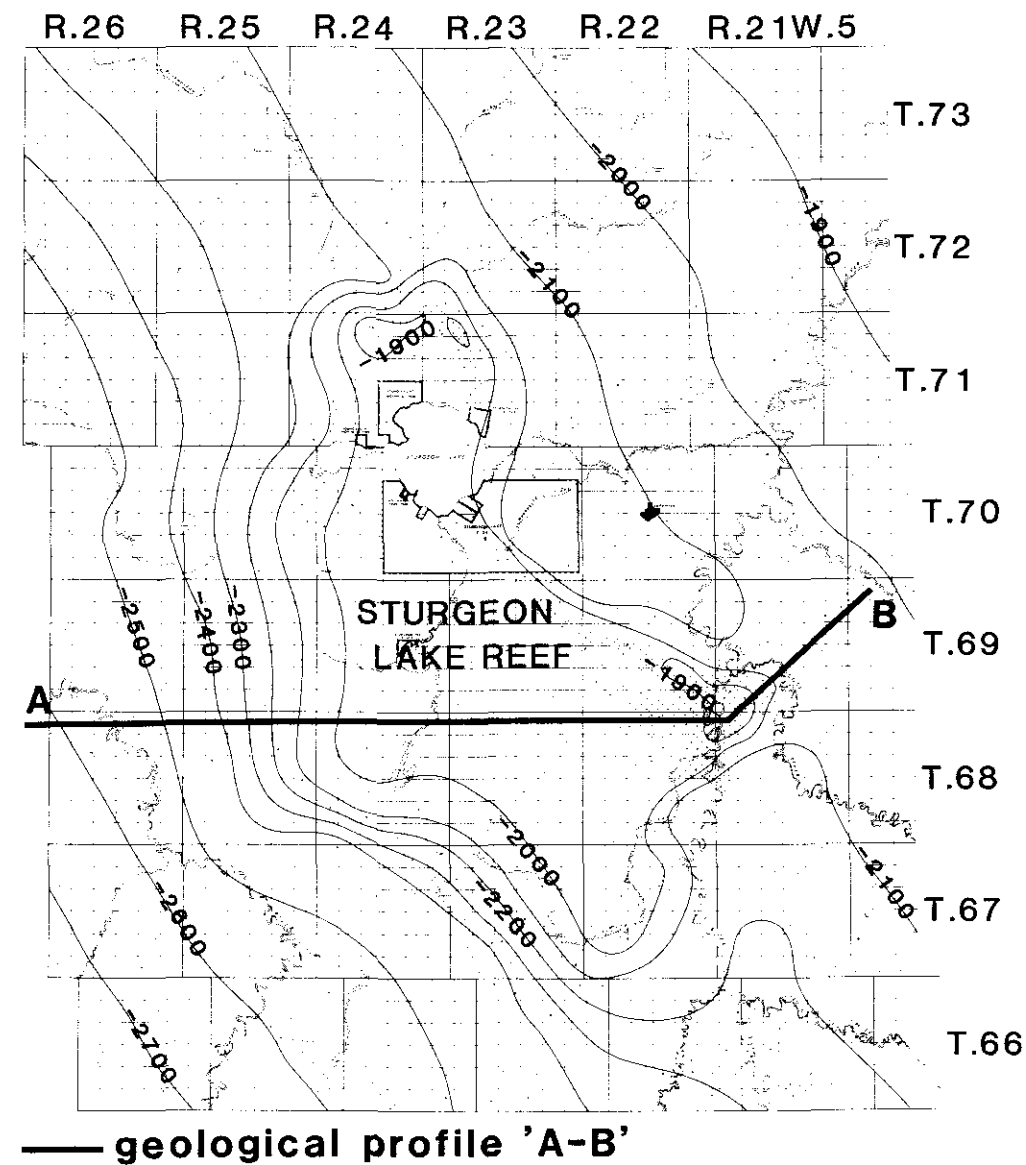 R.26 R.25 R.24 R.23 R.22 R.21W.5
T.73
-2000
-1900
T.72
-2100
-1900
T.71
T.70
-2500
-2400
-2300
STURGEON
LAKE REEF
B
T.69
-1900
A
T.68
-2000
-2200
-2100
T.67
-2600
-2700
T.66
geological profile 'A-B'